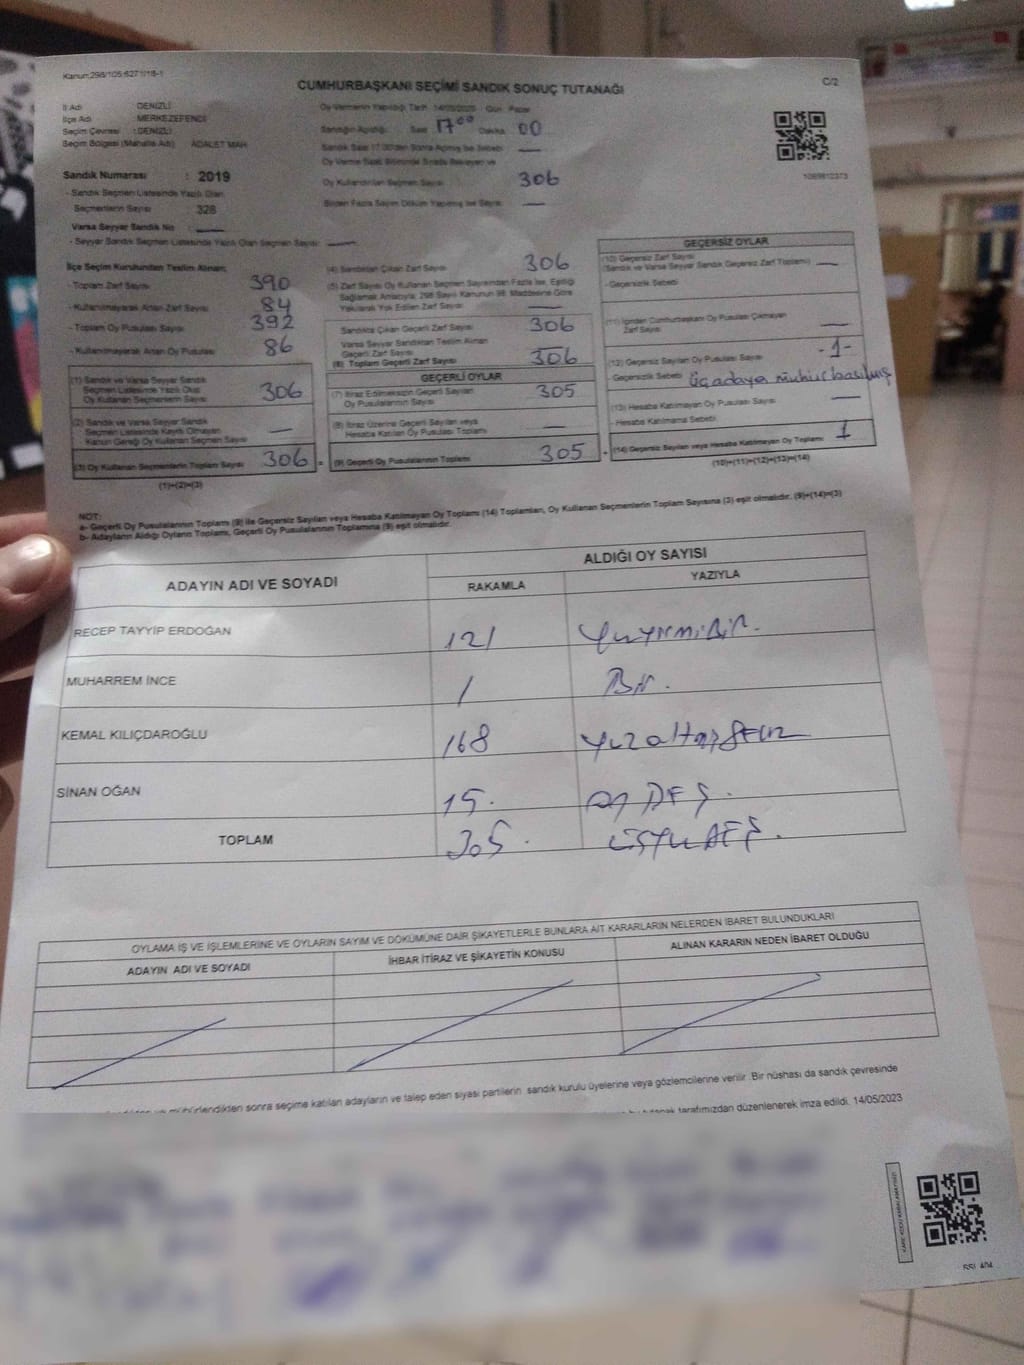 Kanun:298/105;6271/18-1
CUMHURBAŞKANI SEÇİMİ SANDIK SONUÇ TUTANAĞI
C/2
İl Adı DENİZLİ
İlçe Adı MERKEZEFENDİ
Seçim Çevresi : DENİZLİ
Seçim Bölgesi (Mahalle Adı) ADALET MAH
Oy Vermenin Yapıldığı Tarih 14/05/2023 Gün Pazar
Sandığın Açıldığı Saat 17 00 Dakika 00
Sandık Saat 17.00'den Sonra Açılmış İse Sebebi —
Oy Verme Saati Bitiminde Sırada Bekleyen ve
Oy Kullandırılan Seçmen Sayısı 306
Birden Fazla Sayım Döküm Yapılmış İse Sayısı —
Sandık Numarası : 2019
- Sandık Seçmen Listesinde Yazılı Olan
Seçmenlerin Sayısı : 328
Varsa Seyyar Sandık No : —
- Seyyar Sandık Seçmen Listesinde Yazılı Olan Seçmen Sayısı : —
İlçe Seçim Kurulundan Teslim Alınan;
- Toplam Zarf Sayısı 390
- Kullanılmayarak Artan Zarf Sayısı 84
- Toplam Oy Pusulası Sayısı 392
- Kullanılmayarak Artan Oy Pusulası 86
(1) Sandık ve Varsa Seyyar Sandık
Seçmen Listesinde Yazılı Olup
Oy Kullanan Seçmenlerin Sayısı 306
(2) Sandık ve Varsa Seyyar Sandık
Seçmen Listesinde Kayıtlı Olmayan
Kanun Gereği Oy Kullanan Seçmen Sayısı —
(3) Oy Kullanan Seçmenlerin Toplam Sayısı 306
(1)+(2)=(3)
(4) Sandıktan Çıkan Zarf Sayısı 306
(5) Zarf Sayısı Oy Kullanan Seçmen Sayısından Fazla İse, Eşitliği
Sağlamak Amacıyla; 298 Sayılı Kanunun 98. Maddesine Göre
Yakılarak Yok Edilen Zarf Sayısı —
Sandıkta Çıkan Geçerli Zarf Sayısı 306
Varsa Seyyar Sandıktan Teslim Alınan
Geçerli Zarf Sayısı —
(6) Toplam Geçerli Zarf Sayısı 306
GEÇERLİ OYLAR
(7) İtiraz Edilmeksizin Geçerli Sayılan
Oy Pusulalarının Sayısı 305
(8) İtiraz Üzerine Geçerli Sayılan veya
Hesaba Katılan Oy Pusulası Toplamı —
(9) Geçerli Oy Pusulalarının Toplamı 305
GEÇERSİZ OYLAR
(10) Geçersiz Zarf Sayısı
(Sandık ve Varsa Seyyar Sandık Geçersiz Zarf Toplamı) —
- Geçersizlik Sebebi
(11) İçinden Cumhurbaşkanı Oy Pusulası Çıkmayan
Zarf Sayısı —
(12) Geçersiz Sayılan Oy Pusulası Sayısı -1-
- Geçersizlik Sebebi üç adaya mühür basılmış
(13) Hesaba Katılmayan Oy Pusulası Sayısı —
- Hesaba Katılmama Sebebi:
(14) Geçersiz Sayılan veya Hesaba Katılmayan Oy Toplamı 1
(10)+(11)+(12)+(13)=(14)
NOT:
a- Geçerli Oy Pusulalarının Toplamı (9) ile Geçersiz Sayılan veya Hesaba Katılmayan Oy Toplamı (14) Toplamları, Oy Kullanan Seçmenlerin Toplam Sayısına (3) eşit olmalıdır. (9)+(14)=(3)
b- Adayların Aldığı Oyların Toplamı, Geçerli Oy Pusulalarının Toplamına (9) eşit olmalıdır.
ADAYIN ADI VE SOYADI
ALDIĞI OY SAYISI
RAKAMLA YAZIYLA
RECEP TAYYİP ERDOĞAN 121 yüzyirmibir.
MUHARREM İNCE 1 Bir.
KEMAL KILIÇDAROĞLU 168 yüzaltmışsekiz
SİNAN OĞAN 15. onbeş.
TOPLAM 305. üçyüzbeş.
OYLAMA İŞ VE İŞLEMLERİNE VE OYLARIN SAYIM VE DÖKÜMÜNE DAİR ŞİKAYETLERLE BUNLARA AİT KARARLARIN NELERDEN İBARET BULUNDUKLARI
ADAYIN ADI VE SOYADI
İHBAR İTİRAZ VE ŞİKAYETİN KONUSU
ALINAN KARARIN NEDEN İBARET OLDUĞU
mühürlendikten sonra seçime katılan adayların ve talep eden siyasi partilerin sandık kurulu üyelerine veya gözlemcilerine verilir. Bir nüshası da sandık çevresinde
bu tutanak tarafımızdan düzenlenerek imza edildi. 14/05/2023